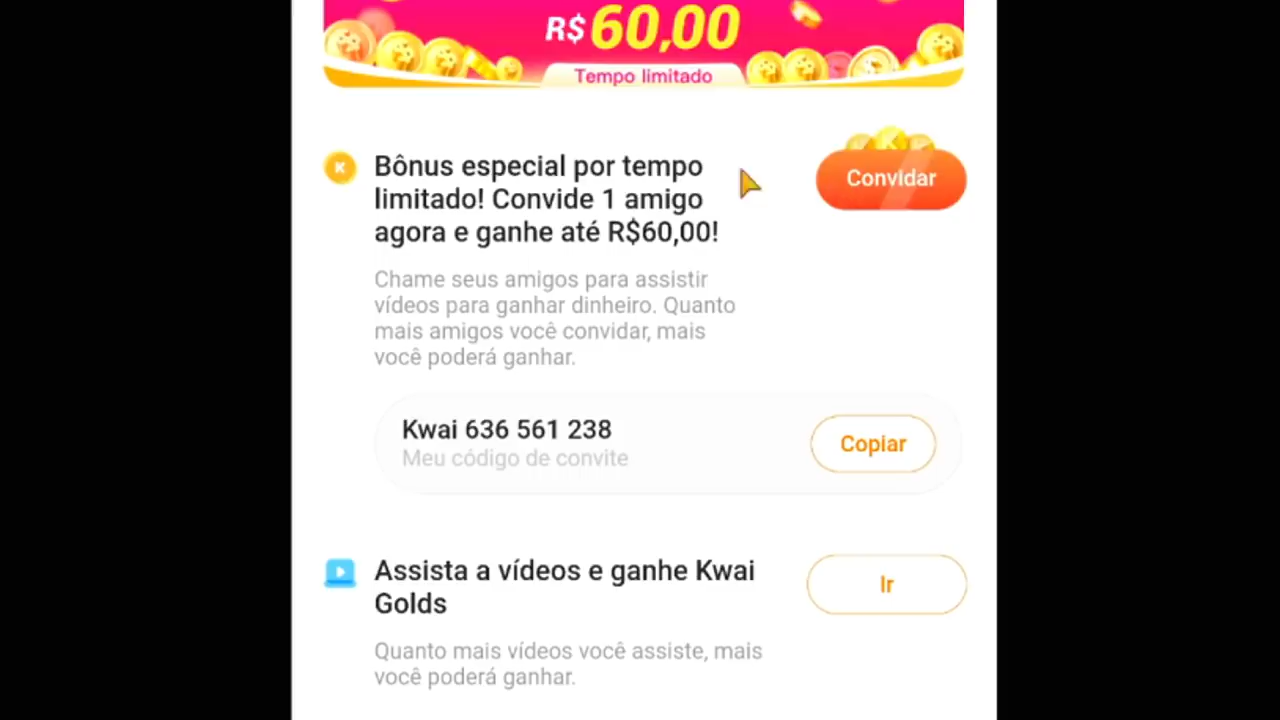 R$ 60,00
Tempo limitado
Bônus especial por tempo
limitado! Convide 1 amigo
agora e ganhe até R$60,00!
Convidar
Chame seus amigos para assistir
vídeos para ganhar dinheiro. Quanto
mais amigos você convidar, mais
você poderá ganhar.
Kwai 636 561 238
Meu código de convite
Copiar
Assista a vídeos e ganhe Kwai
Golds
Ir
Quanto mais vídeos você assiste, mais
você poderá ganhar.